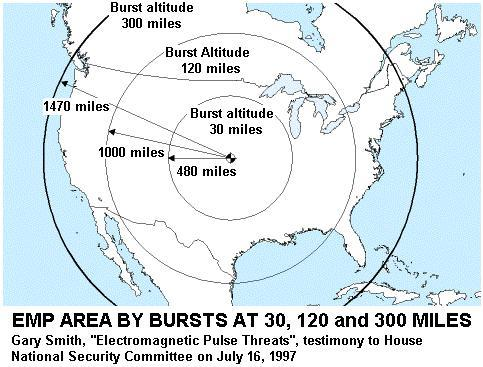 Burst altitude
300 miles
Burst Altitude
120 miles
1470 miles
Burst altitude
30 miles
1000 miles
480 miles
EMP AREA BY BURSTS AT 30, 120 and 300 MILES
Gary Smith, "Electromagnetic Pulse Threats", testimony to House
National Security Committee on July 16, 1997